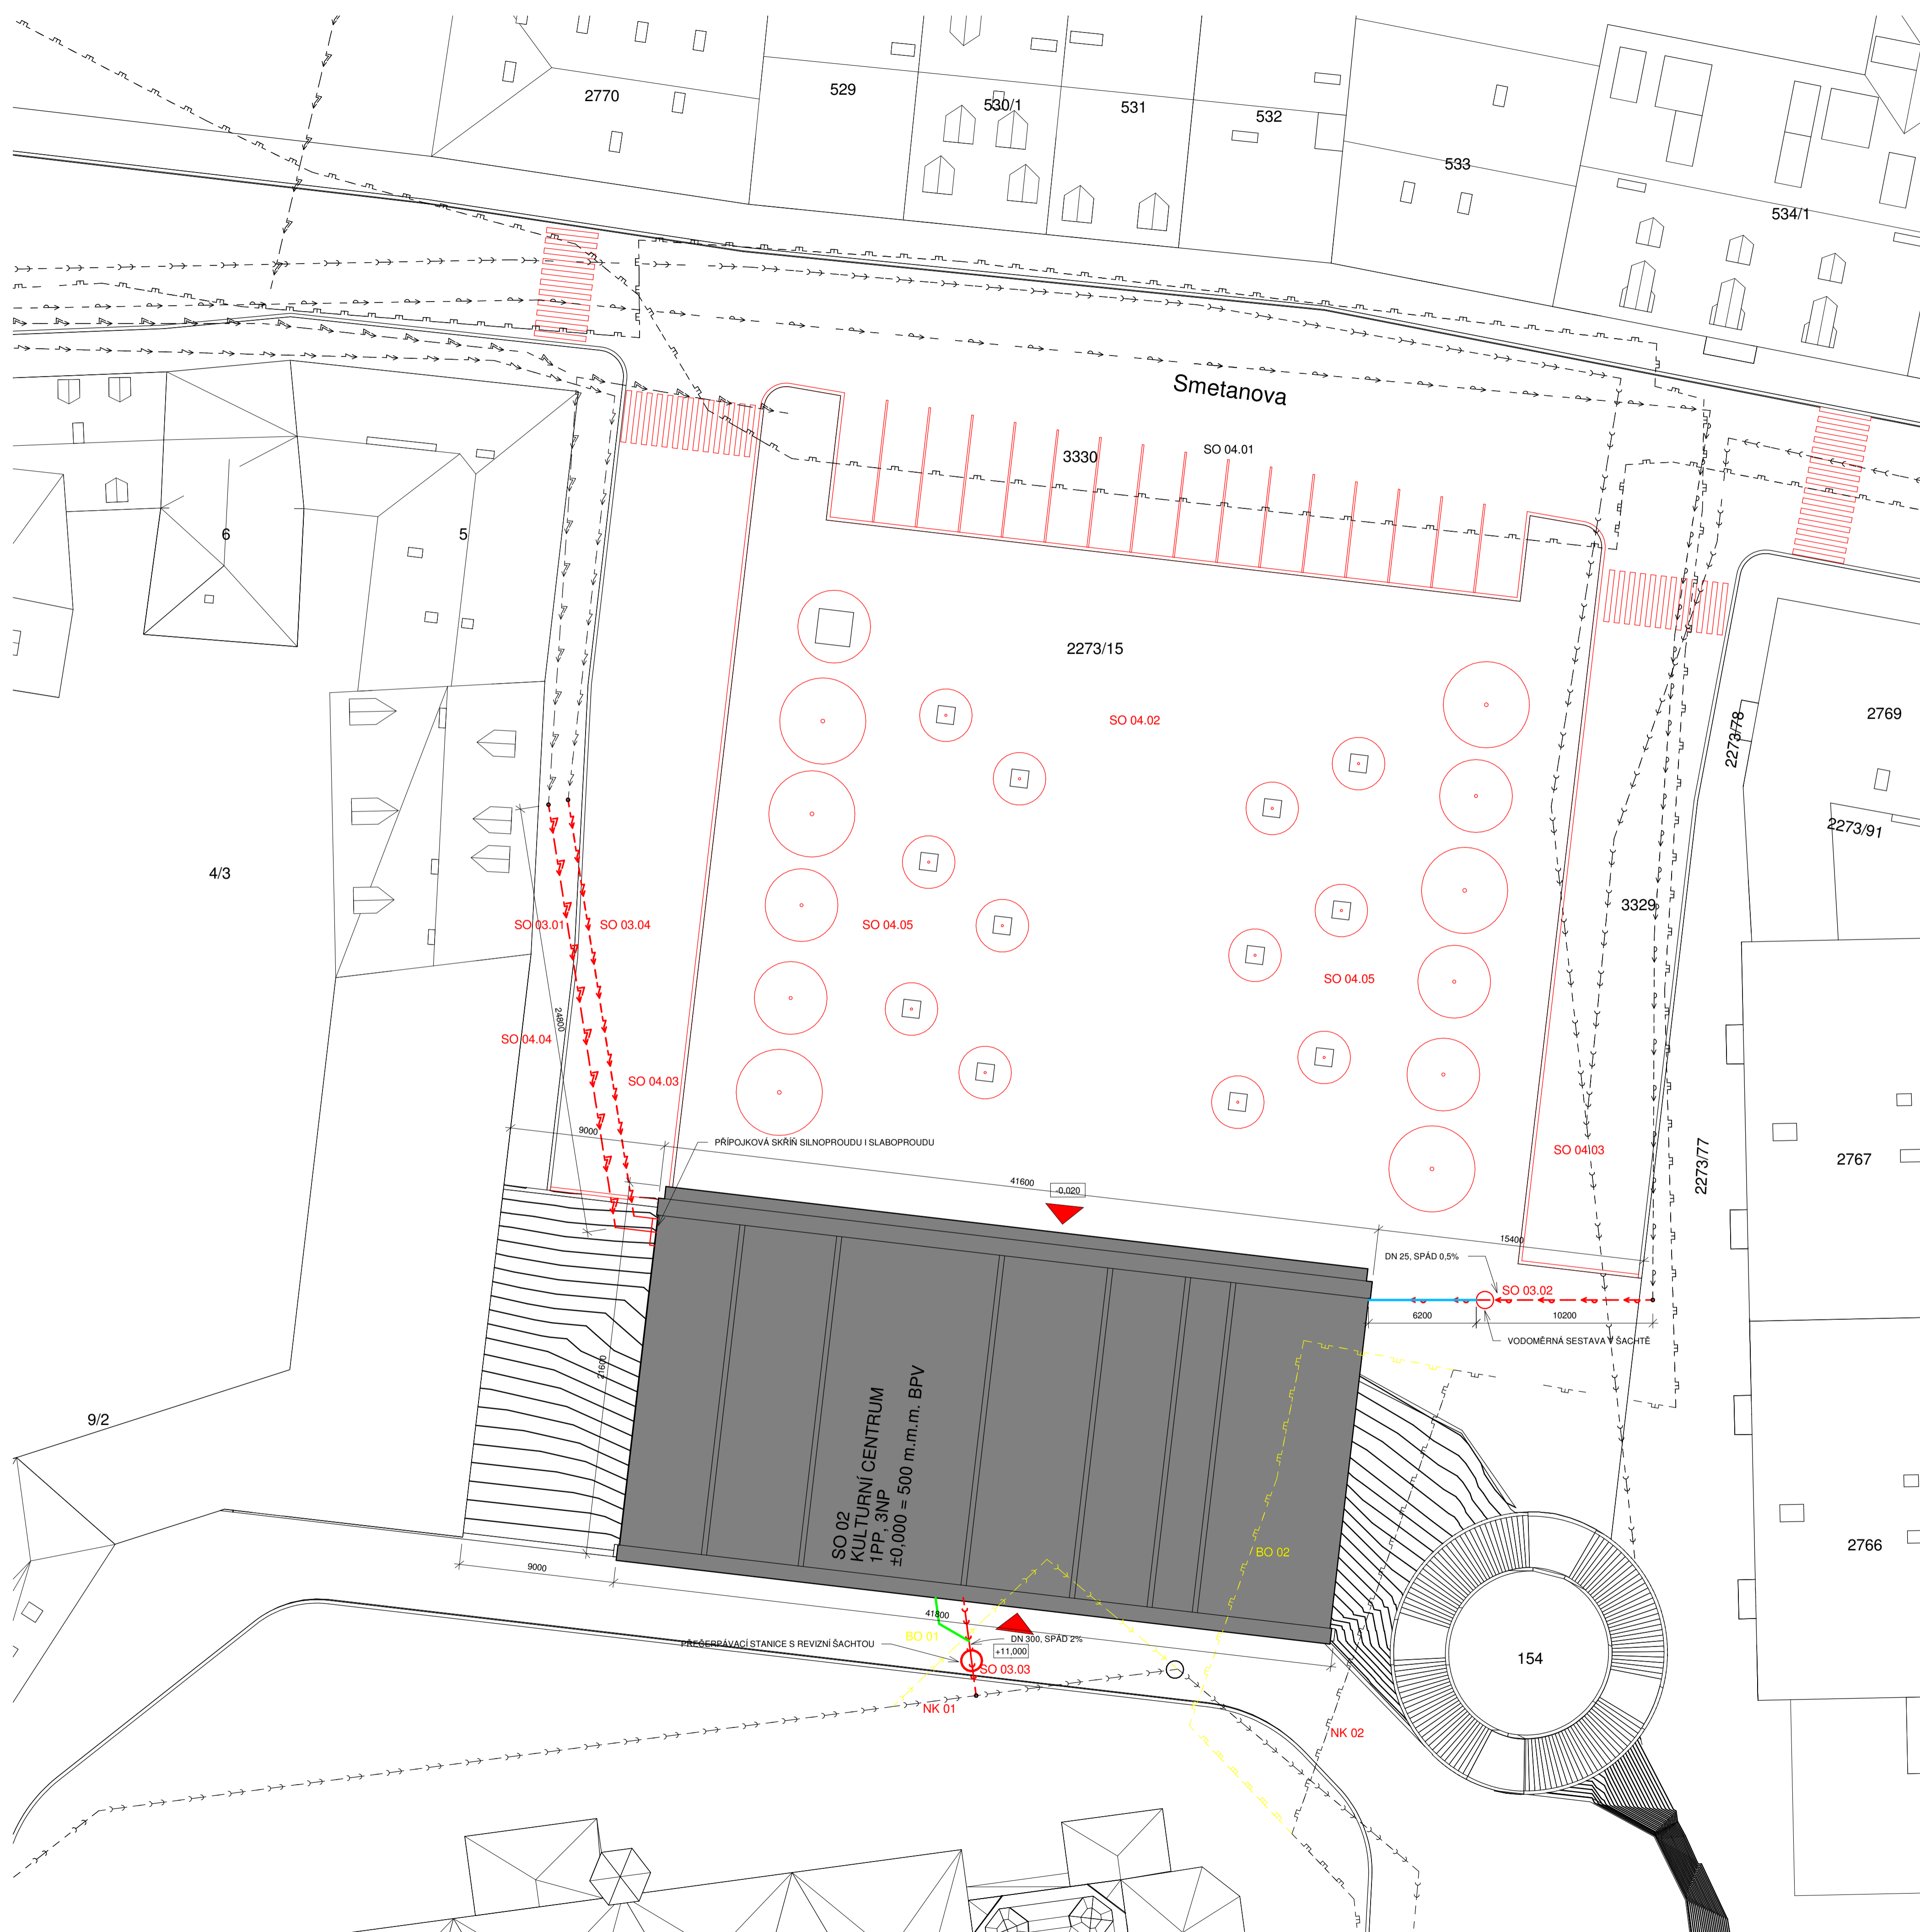 2770
529
530/1
531
532
533
534/1
Smetanova
3330
SO 04.01
6
5
2273/15
SO 04.02
2273/78
2769
2273/91
4/3
3329
SO 03.01
SO 03.04
SO 04.05
SO 04.05
24800
SO 04.04
SO 04.03
9000
PŘÍPOJKOVÁ SKŘÍŇ SILNOPROUDU I SLABOPROUDU
SO 04.03
2273/77
2767
41600
-0,020
15400
DN 25, SPÁD 0,5%
SO 03.02
6200
10200
VODOMĚRNÁ SESTAVA V ŠACHTĚ
21600
9/2
SO 02
KULTURNÍ CENTRUM
1PP, 3NP
±0,000 = 500 m.m.m. BPV
BO 02
2766
9000
41800
BO 01
PŘEČERPÁVACÍ STANICE S REVIZNÍ ŠACHTOU
DN 300, SPÁD 2%
+11,000
SO 03.03
154
NK 01
NK 02